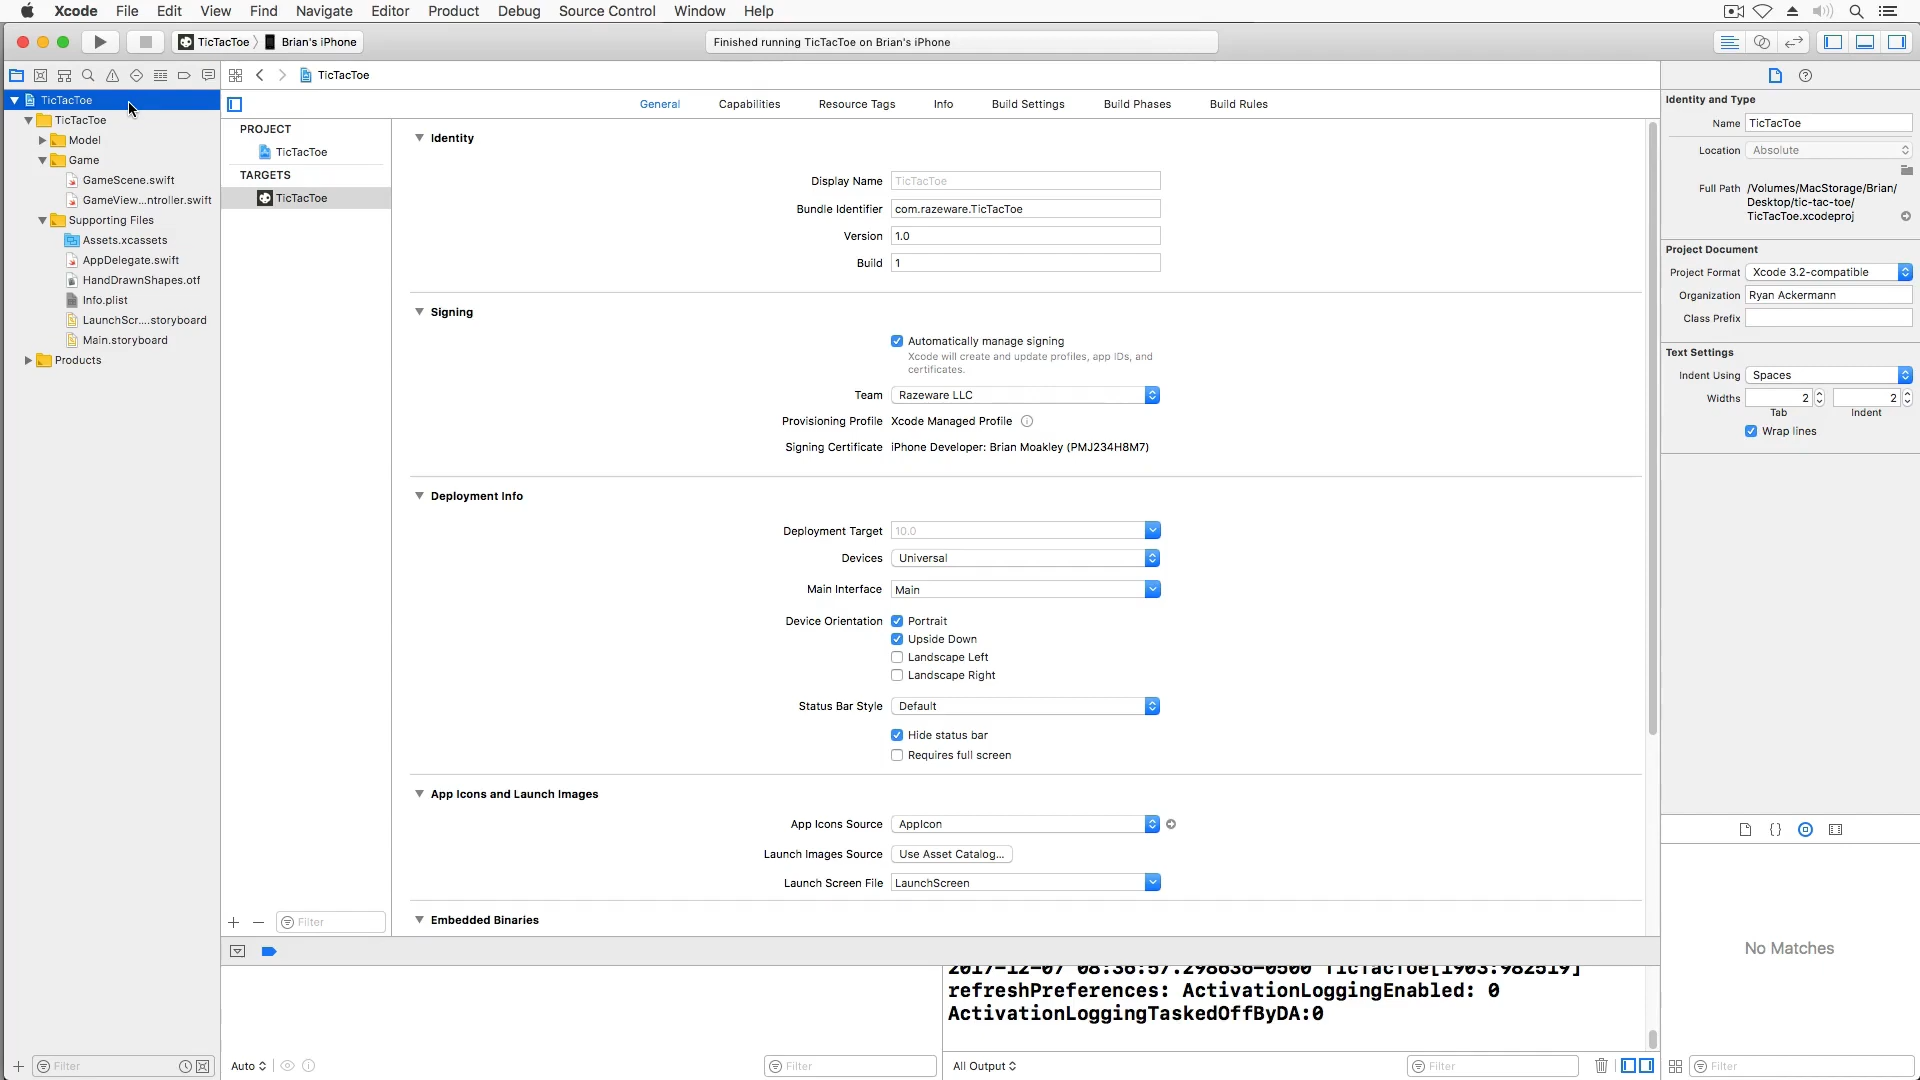 Xcode File Edit View Find Navigate Editor Product Debug Source Control Window Help
TicTacToe Brian's iPhone
Finished running TicTacToe on Brian's iPhone
TicTacToe
TicTacToe
TicTacToe
Model
Game
GameScene.swift
GameView...ntroller.swift
Supporting Files
Assets.xcassets
AppDelegate.swift
HandDrawnShapes.otf
Info.plist
LaunchScr....storyboard
Main.storyboard
Products
Filter
General Capabilities Resource Tags Info Build Settings Build Phases Build Rules
PROJECT
TicTacToe
TARGETS
TicTacToe
Filter
Identity
Display Name TicTacToe
Bundle Identifier com.razeware.TicTacToe
Version 1.0
Build 1
Signing
Automatically manage signing
Xcode will create and update profiles, app IDs, and
certificates.
Team Razeware LLC
Provisioning Profile Xcode Managed Profile
Signing Certificate iPhone Developer: Brian Moakley (PMJ234H8M7)
Deployment Info
Deployment Target 10.0
Devices Universal
Main Interface Main
Device Orientation Portrait
Upside Down
Landscape Left
Landscape Right
Status Bar Style Default
Hide status bar
Requires full screen
App Icons and Launch Images
App Icons Source AppIcon
Launch Images Source Use Asset Catalog...
Launch Screen File LaunchScreen
Embedded Binaries
2017-12-07 08:36:57.298636-0500 TicTacToe[1903:982519]
refreshPreferences: ActivationLoggingEnabled: 0
ActivationLoggingTaskedOffByDA:0
Auto
Filter
All Output
Filter
Identity and Type
Name TicTacToe
Location Absolute
Full Path /Volumes/MacStorage/Brian/
Desktop/tic-tac-toe/
TicTacToe.xcodeproj
Project Document
Project Format Xcode 3.2-compatible
Organization Ryan Ackermann
Class Prefix
Text Settings
Indent Using Spaces
Widths 2 2
Tab Indent
Wrap lines
No Matches
Filter